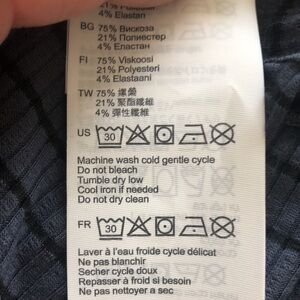 21% Poliester
4% Elastan
BG 75% Вискоза
21% Полиестер
4% Еластан
FI 75% Viskoosi
21% Polyesteri
4% Elastaani
TW 75% 嫘縈
21% 聚酯纖維
4% 彈性纖維
US 30
Machine wash cold gentle cycle
Do not bleach
Tumble dry low
Cool iron if needed
Do not dry clean
FR 30
Laver à l'eau froide cycle délicat
Ne pas blanchir
Secher cycle doux
Repasser à froid si besoin
Ne pas nettoyer a sec